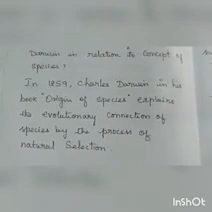 Darwin in relation to concept of
species?
In 1859, Charles Darwin in his
book "Origin of species" explains
the evolutionary connection of
species by the process of
natural Selection.
InShOt